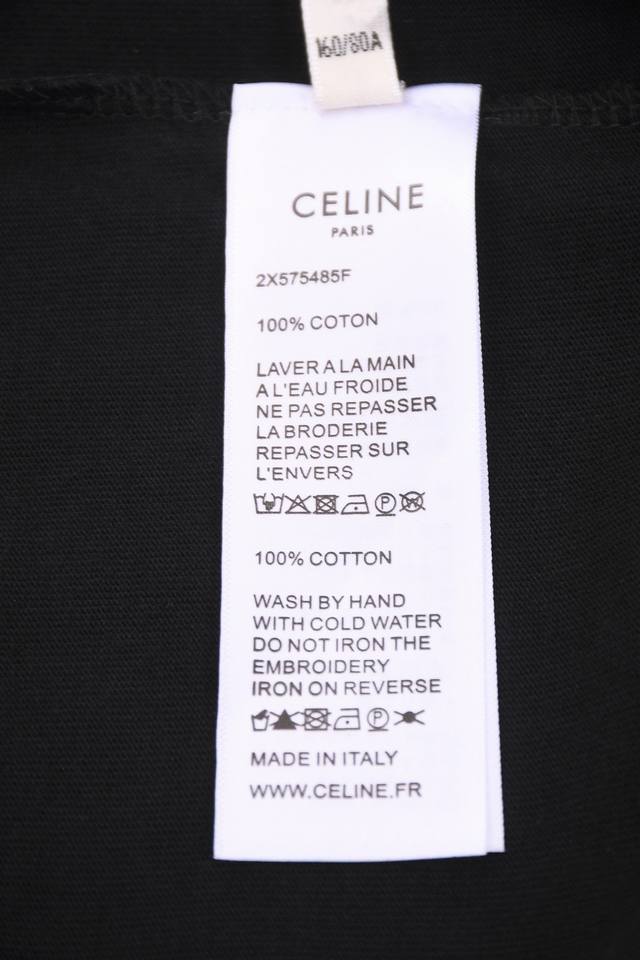 160/80A
CELINE
PARIS
2X575485F
100% COTON
LAVER A LA MAIN
A L'EAU FROIDE
NE PAS REPASSER
LA BRODERIE
REPASSER SUR
L'ENVERS
100% COTTON
WASH BY HAND
WITH COLD WATER
DO NOT IRON THE
EMBROIDERY
IRON ON REVERSE
MADE IN ITALY
WWW.CELINE.FR